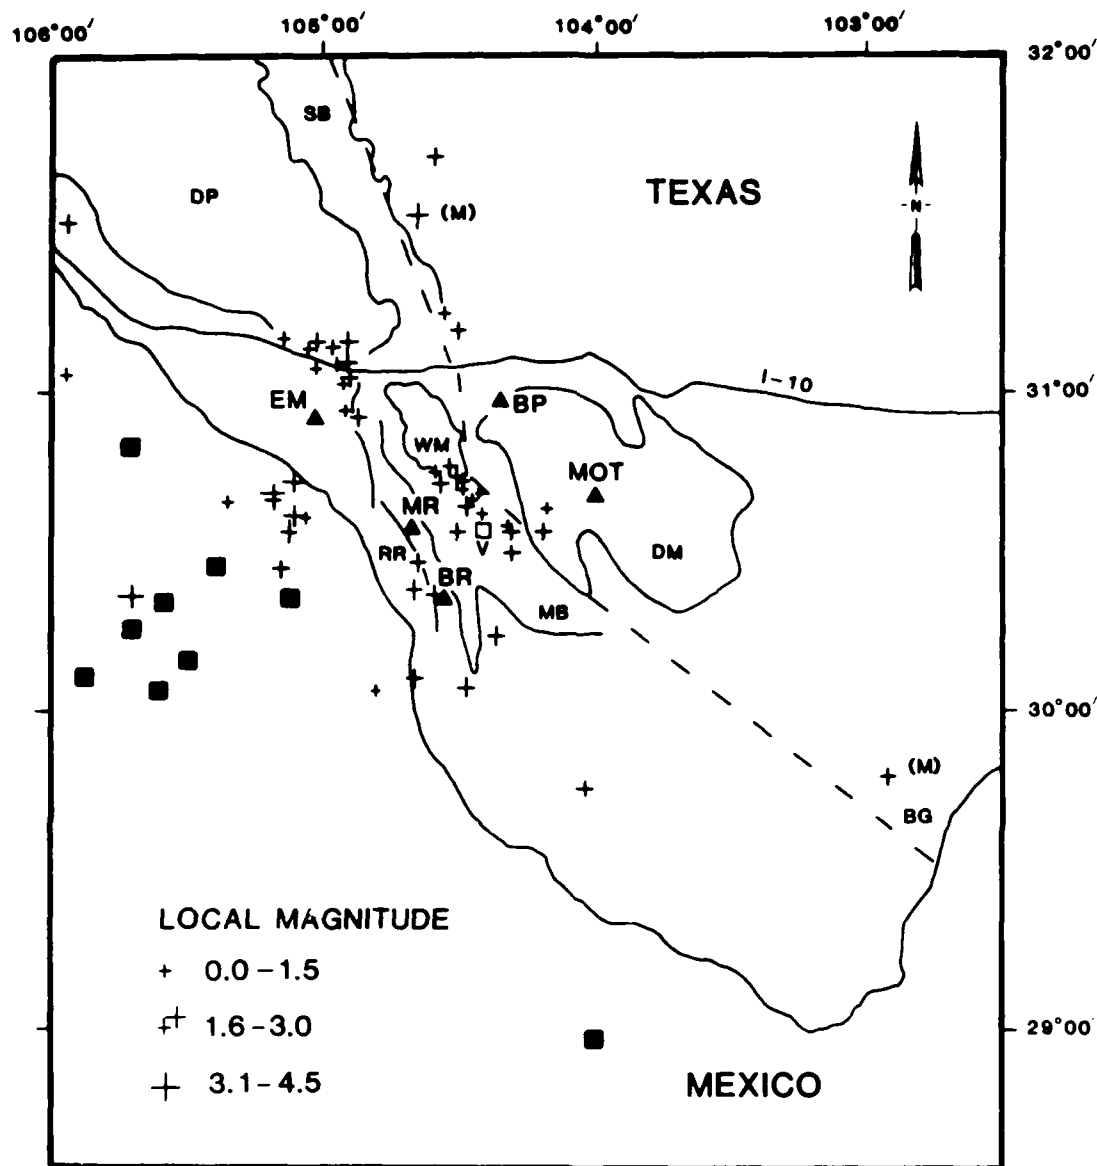 106°00′ 105°00′ 104°00′ 103°00′
32°00′
SB
DP
TEXAS
(M)
N
31°00′
I-10
EM
BP
WM
MOT
MR
V
RR
DM
BR
MB
30°00′
(M)
BG
LOCAL MAGNITUDE
0.0-1.5
1.6-3.0
3.1-4.5
29°00′
MEXICO